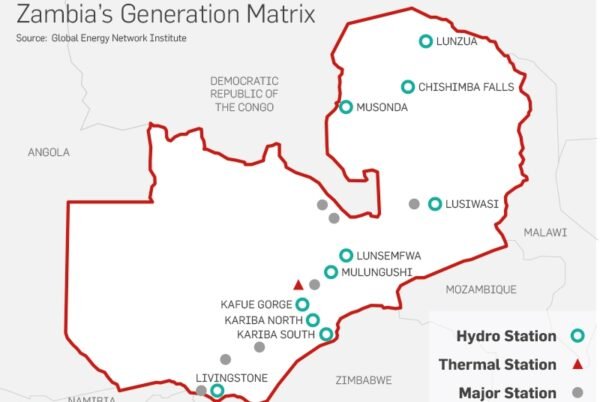 Zambia's Generation Matrix
Source: Global Energy Network Institute
LUNZUA
DEMOCRATIC
REPUBLIC OF
THE CONGO
CHISHIMBA FALLS
MUSONDA
ANGOLA
LUSIWASI
MALAWI
LUNSEMFWA
MULUNGUSHI
MOZAMBIQUE
KAFUE GORGE
KARIBA NORTH
KARIBA SOUTH
Hydro Station
Thermal Station
Major Station
LIVINGSTONE
ZIMBABWE
NAMIBIA